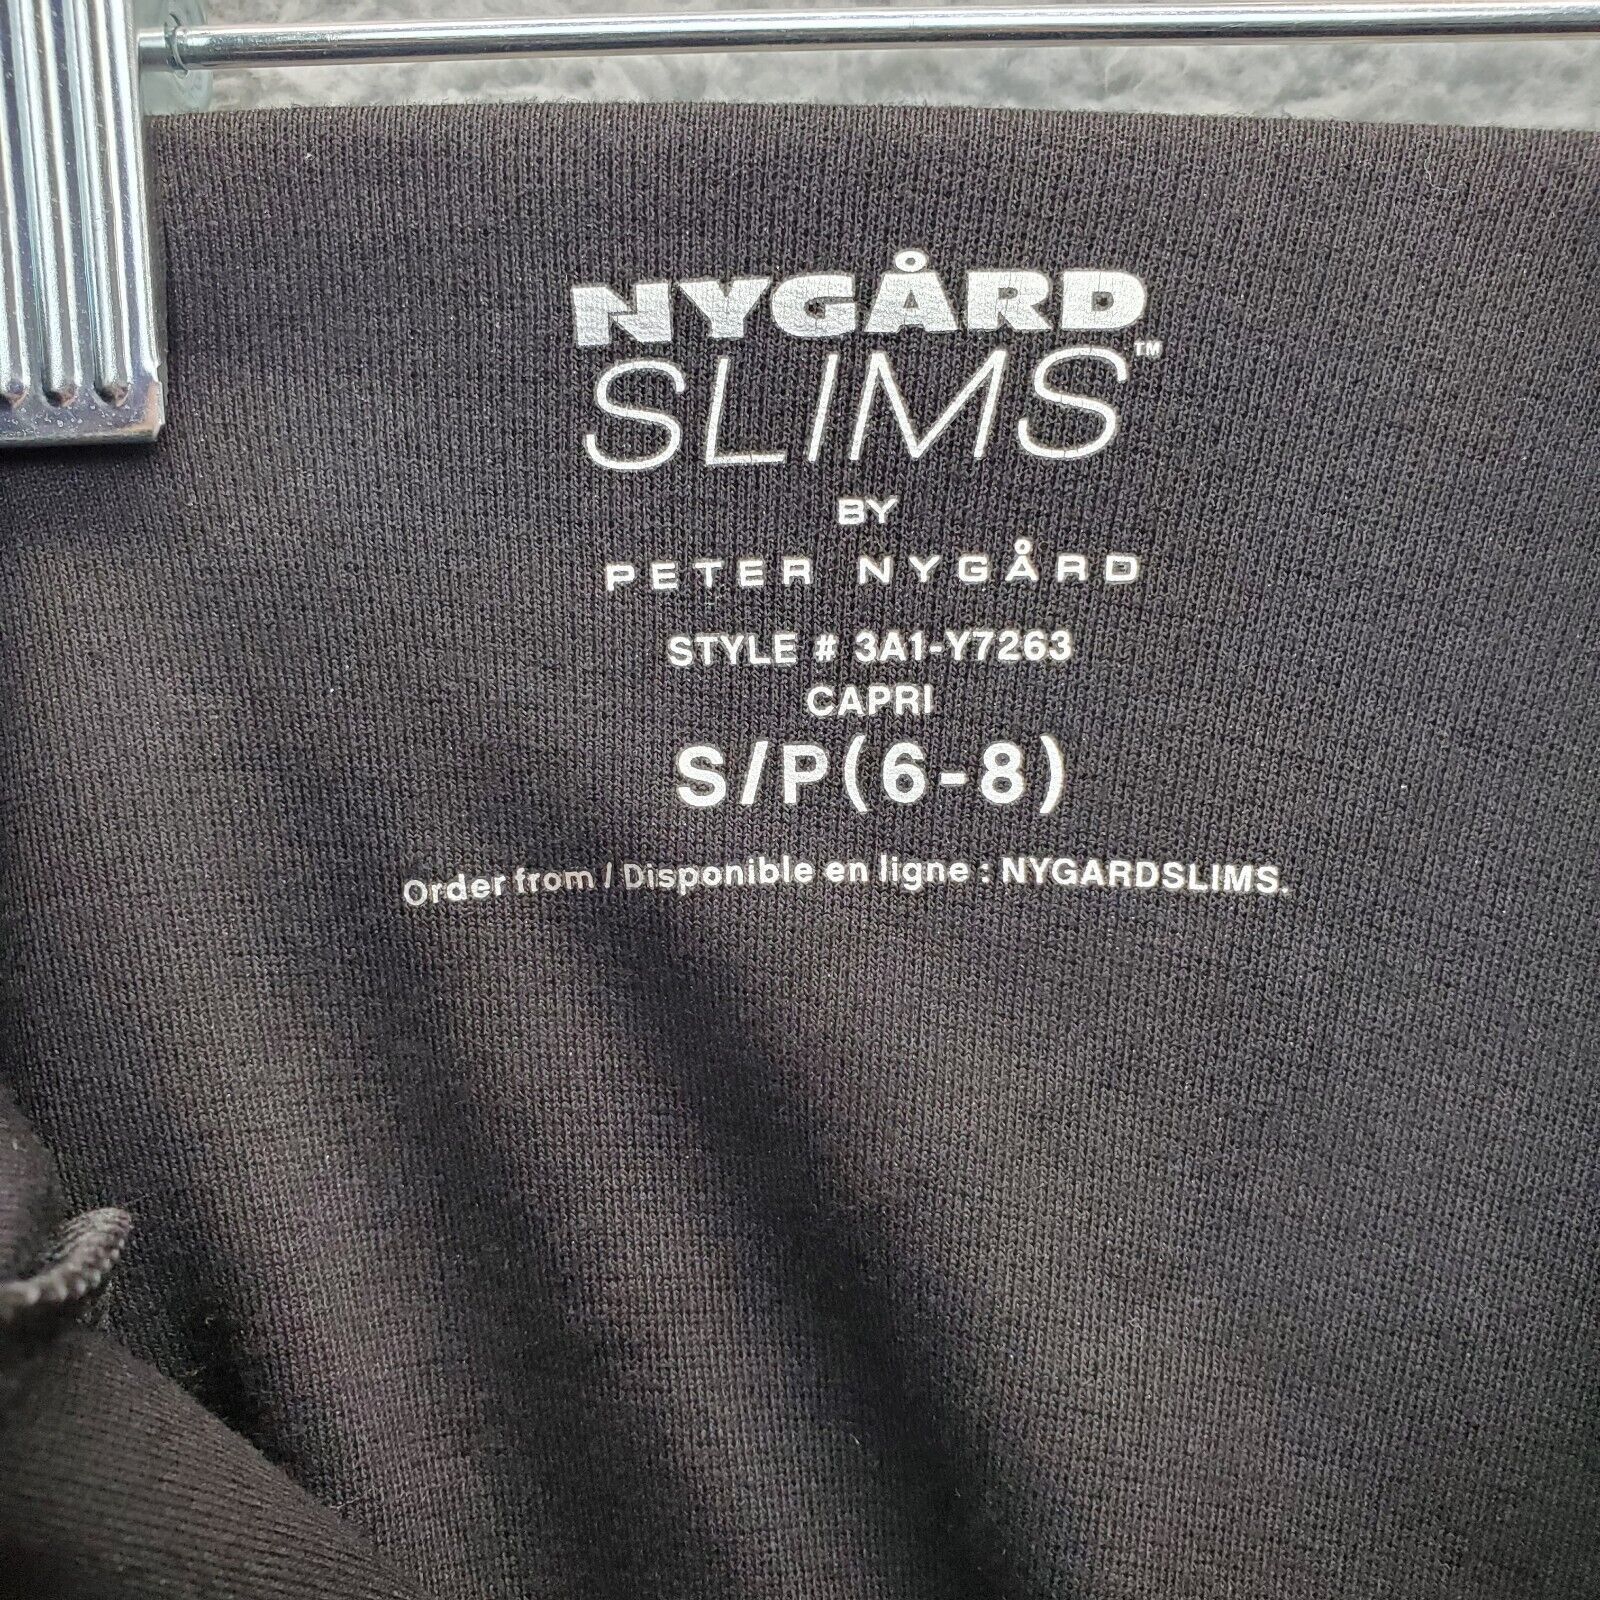 NYGÅRD
SLIMS™
BY
PETER NYGÅRD
STYLE # 3A1-Y7263
CAPRI
S/P(6-8)
Order from / Disponible en ligne : NYGARDSLIMS.